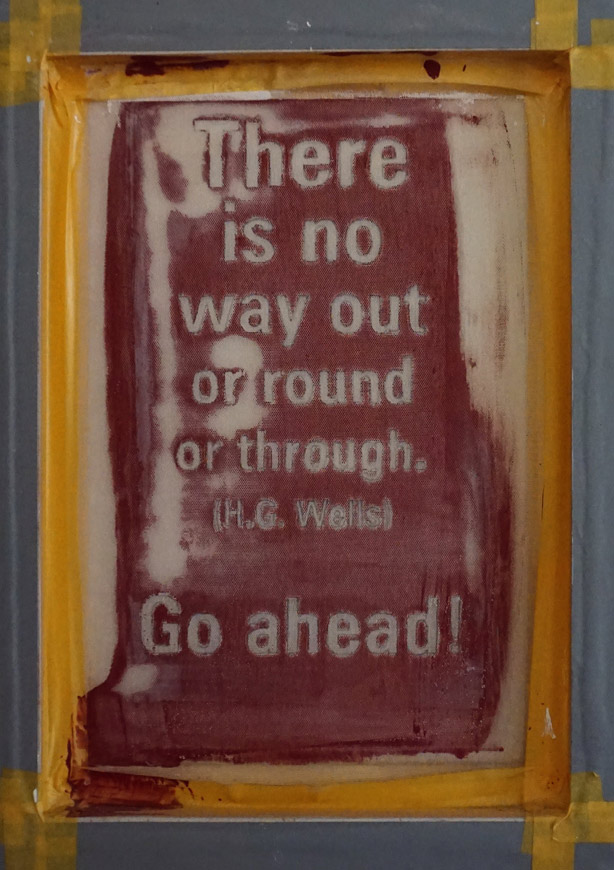 There
is no
way out
or round
or through.
(H.G. Wells)
Go ahead!